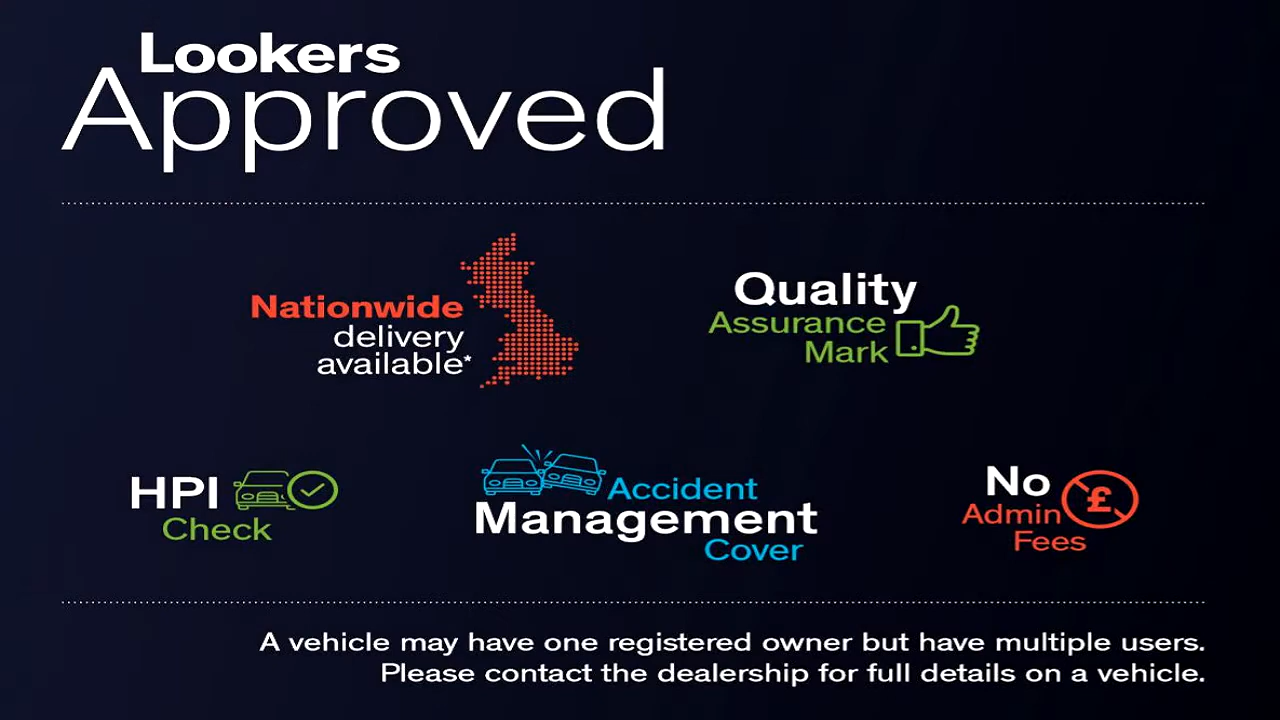 Lookers
Approved
Nationwide
delivery
available*
Quality
Assurance
Mark
HPI
Check
Accident
Management
Cover
No
Admin
£
Fees
A vehicle may have one registered owner but have multiple users.
Please contact the dealership for full details on a vehicle.